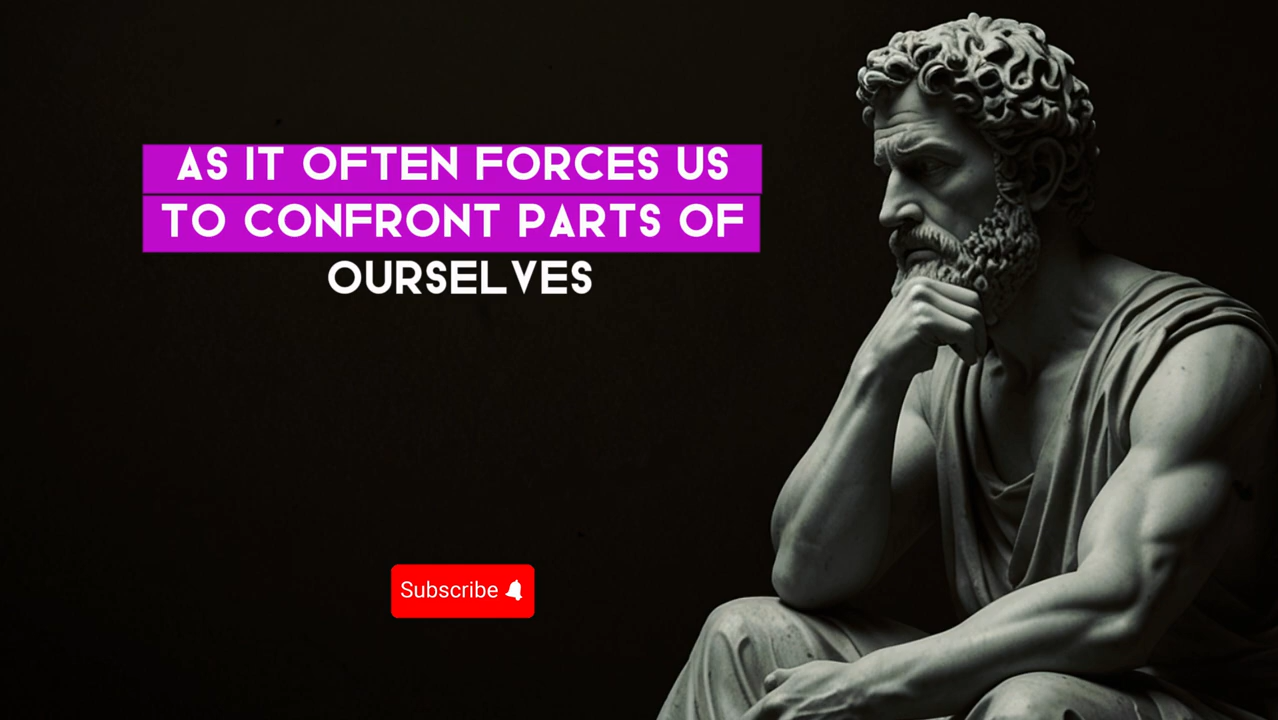 AS IT OFTEN FORCES US
TO CONFRONT PARTS OF
OURSELVES
Subscribe